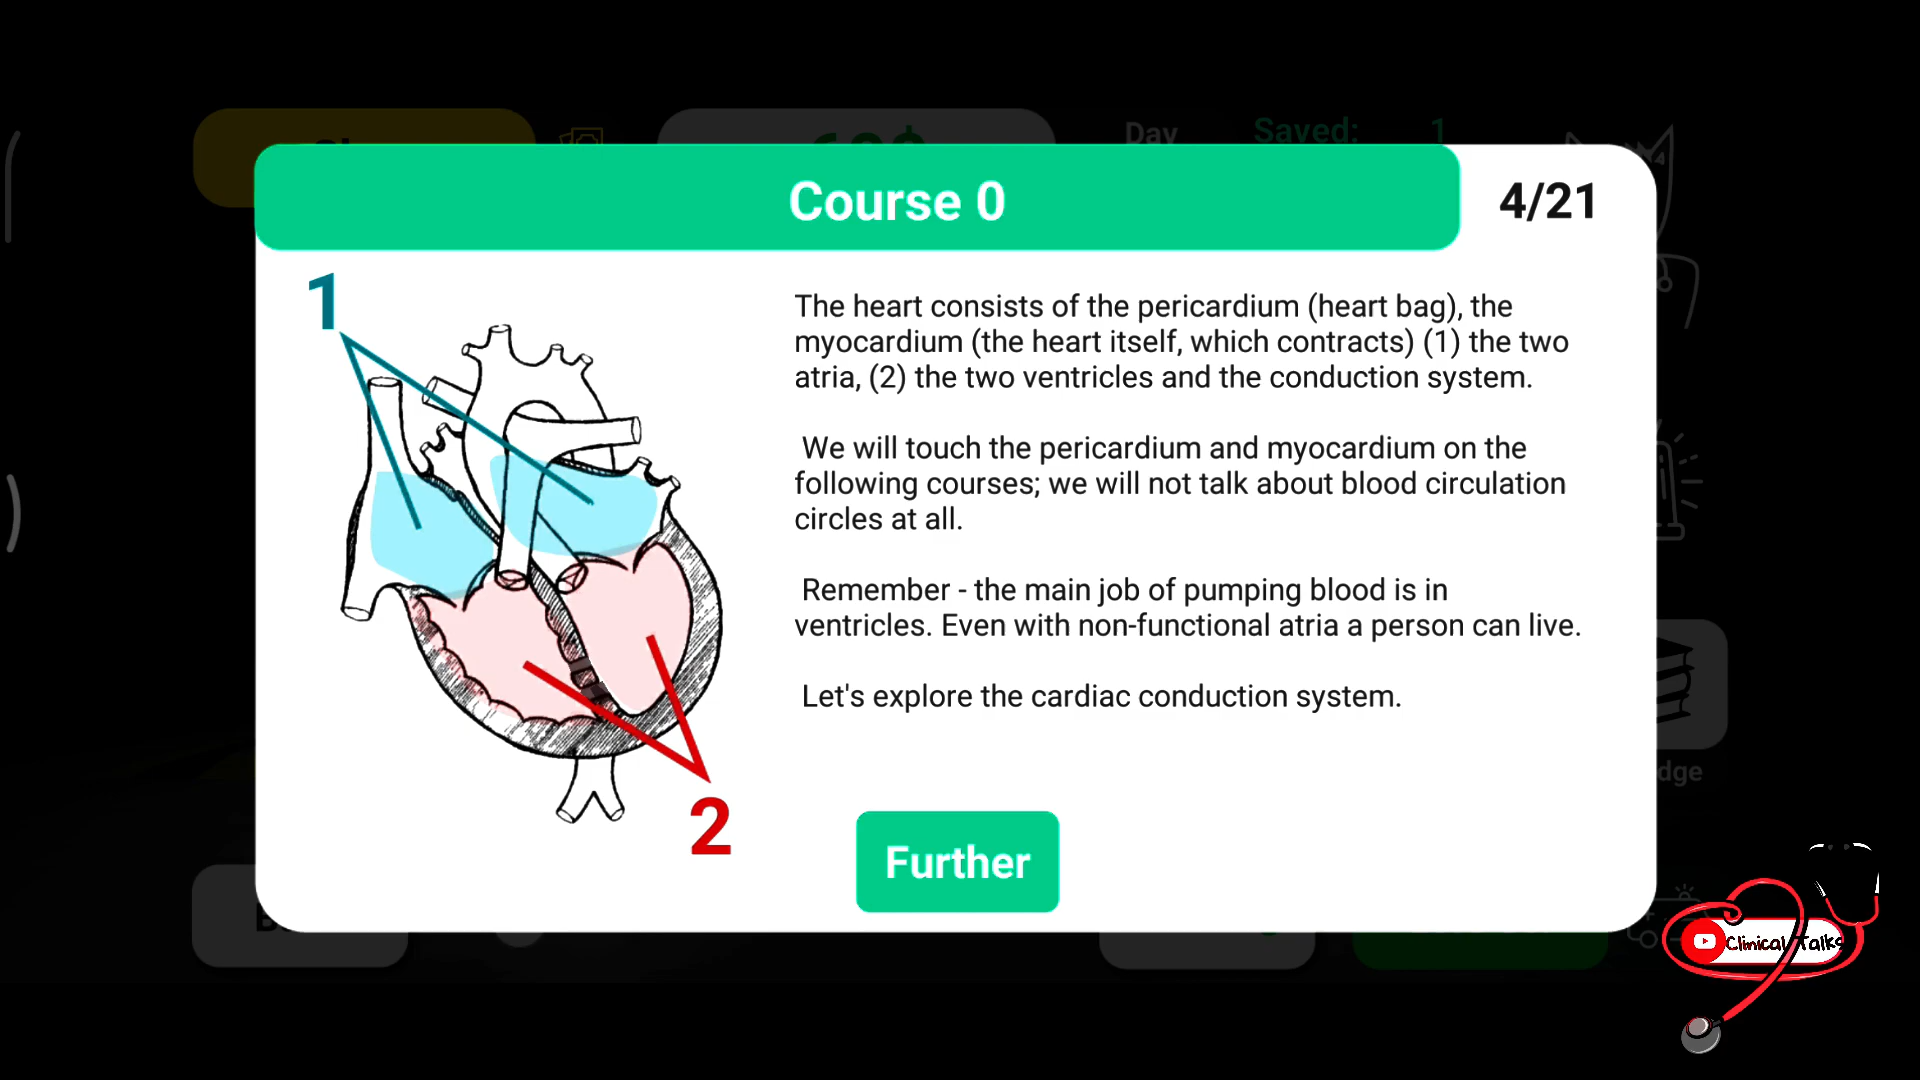 Day
Saved:
1
Course 0
4/21
1
The heart consists of the pericardium (heart bag), the
myocardium (the heart itself, which contracts) (1) the two
atria, (2) the two ventricles and the conduction system.
We will touch the pericardium and myocardium on the
following courses; we will not talk about blood circulation
circles at all.
Remember - the main job of pumping blood is in
ventricles. Even with non-functional atria a person can live.
Let's explore the cardiac conduction system.
2
Further
Clinical Talks